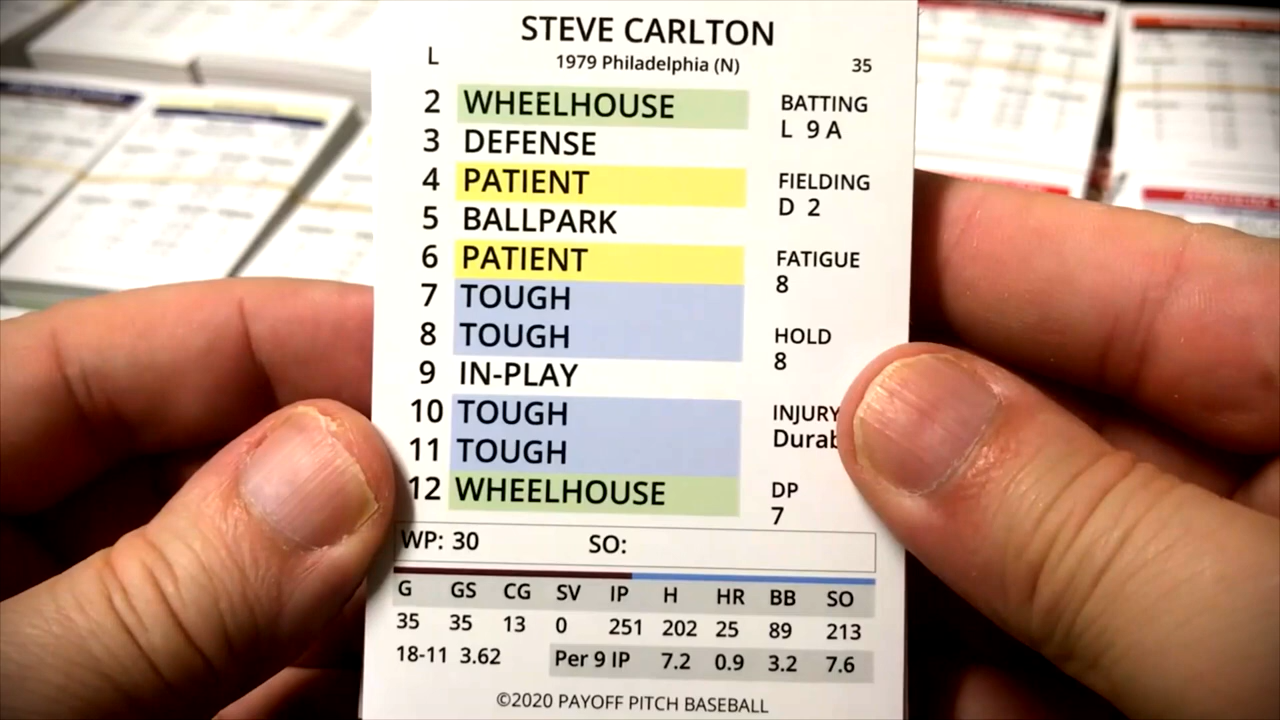 STEVE CARLTON
L 1979 Philadelphia (N) 35
2 WHEELHOUSE
3 DEFENSE
4 PATIENT
5 BALLPARK
6 PATIENT
7 TOUGH
8 TOUGH
9 IN-PLAY
10 TOUGH
11 TOUGH
12 WHEELHOUSE
BATTING
L 9 A
FIELDING
D 2
FATIGUE
8
HOLD
8
INJURY
DP
7
WP: 30 SO:
G GS CG SV IP H HR BB SO
35 35 13 0 251 202 25 89 213
18-11 3.62 Per 9 IP 7.2 0.9 3.2 7.6
©2020 PAYOFF PITCH BASEBALL